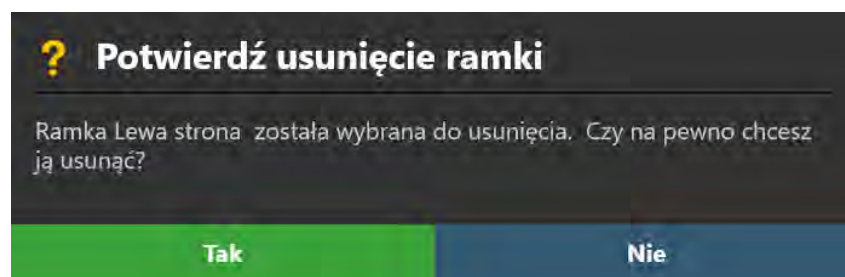 ? Potwierdź usunięcie ramki
Ramka Lewa strona  została wybrana do usunięcia.  Czy na pewno chcesz
ją usunąć?
Tak
Nie